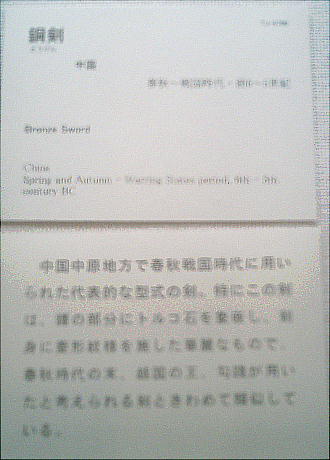 銅剣
中国
春秋〜戦国時代・前6〜5世紀
Bronze Sword
China
Spring and Autumn - Warring States period, 6th - 5th
century BC
中国中原地方で春秋戦国時代に用い
られた代表的な型式の剣。特にこの剣
は、鐔の部分にトルコ石を象嵌し、剣
身に菱形紋様を施した華麗なもので、
春秋時代の末、越国の王、勾践が用い
たと考えられる剣ときわめて類似して
いる。